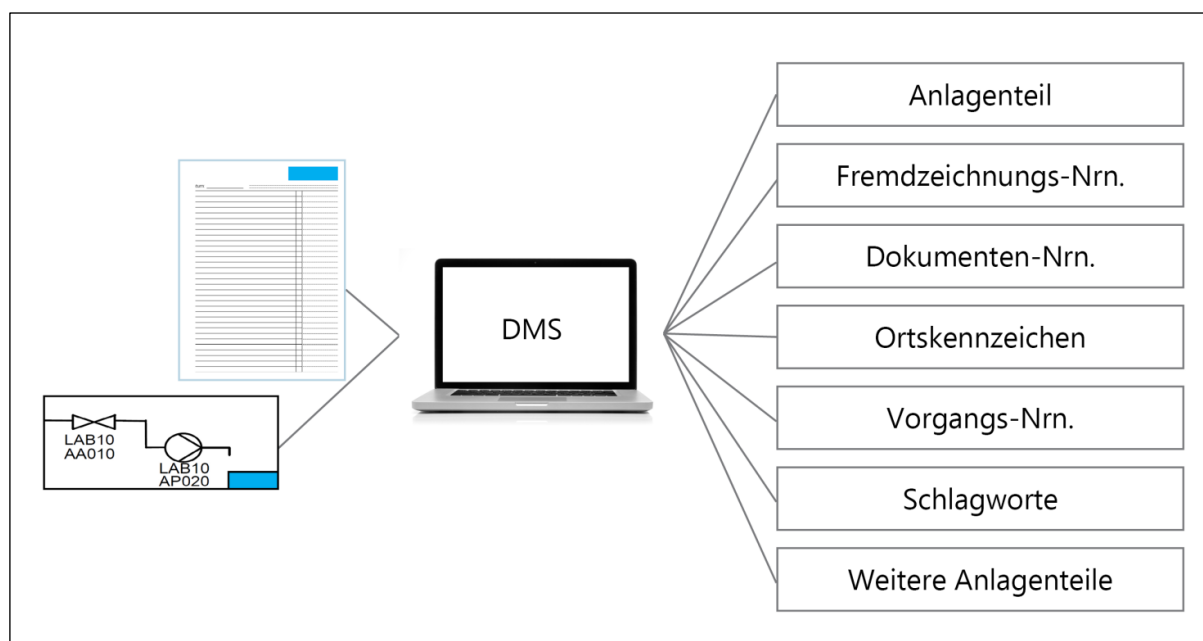 LAB10
AA010
LAB10
AP020
DMS
Anlagenteil
Fremdzeichnungs-Nrn.
Dokumenten-Nrn.
Ortskennzeichen
Vorgangs-Nrn.
Schlagworte
Weitere Anlagenteile